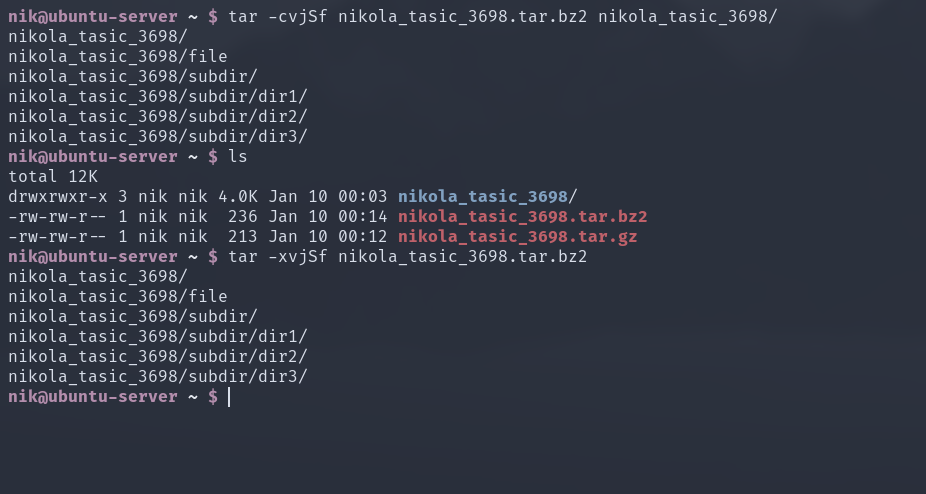 nik@ubuntu-server ~ $ tar -cvjSf nikola_tasic_3698.tar.bz2 nikola_tasic_3698/
nikola_tasic_3698/
nikola_tasic_3698/file
nikola_tasic_3698/subdir/
nikola_tasic_3698/subdir/dir1/
nikola_tasic_3698/subdir/dir2/
nikola_tasic_3698/subdir/dir3/
nik@ubuntu-server ~ $ ls
total 12K
drwxrwxr-x 3 nik nik 4.0K Jan 10 00:03 nikola_tasic_3698/
-rw-rw-r-- 1 nik nik  236 Jan 10 00:14 nikola_tasic_3698.tar.bz2
-rw-rw-r-- 1 nik nik  213 Jan 10 00:12 nikola_tasic_3698.tar.gz
nik@ubuntu-server ~ $ tar -xvjSf nikola_tasic_3698.tar.bz2
nikola_tasic_3698/
nikola_tasic_3698/file
nikola_tasic_3698/subdir/
nikola_tasic_3698/subdir/dir1/
nikola_tasic_3698/subdir/dir2/
nikola_tasic_3698/subdir/dir3/
nik@ubuntu-server ~ $